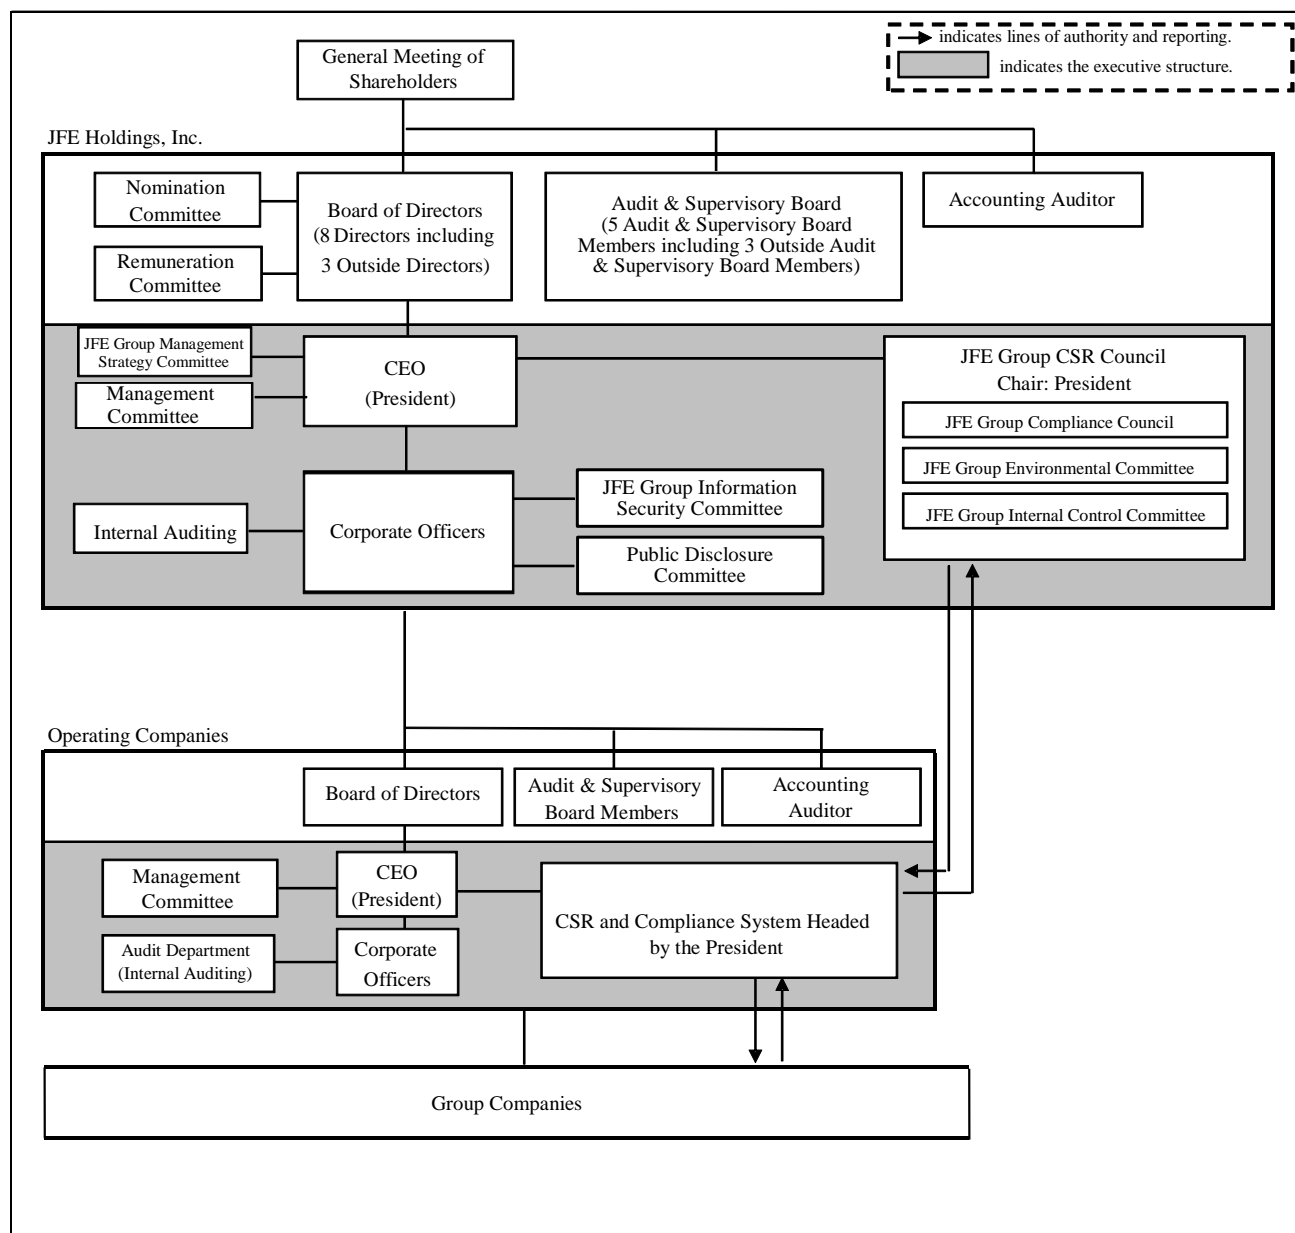 indicates lines of authority and reporting.
indicates the executive structure.
General Meeting of
Shareholders
JFE Holdings, Inc.
Nomination
Committee
Remuneration
Committee
Board of Directors
(8 Directors including
3 Outside Directors)
Audit & Supervisory Board
(5 Audit & Supervisory Board
Members including 3 Outside Audit
& Supervisory Board Members)
Accounting Auditor
JFE Group Management
Strategy Committee
Management
Committee
CEO
(President)
JFE Group CSR Council
Chair: President
JFE Group Compliance Council
JFE Group Environmental Committee
JFE Group Internal Control Committee
Internal Auditing
Corporate Officers
JFE Group Information
Security Committee
Public Disclosure
Committee
Operating Companies
Board of Directors
Audit & Supervisory
Board Members
Accounting
Auditor
Management
Committee
CEO
(President)
Audit Department
(Internal Auditing)
Corporate
Officers
CSR and Compliance System Headed
by the President
Group Companies